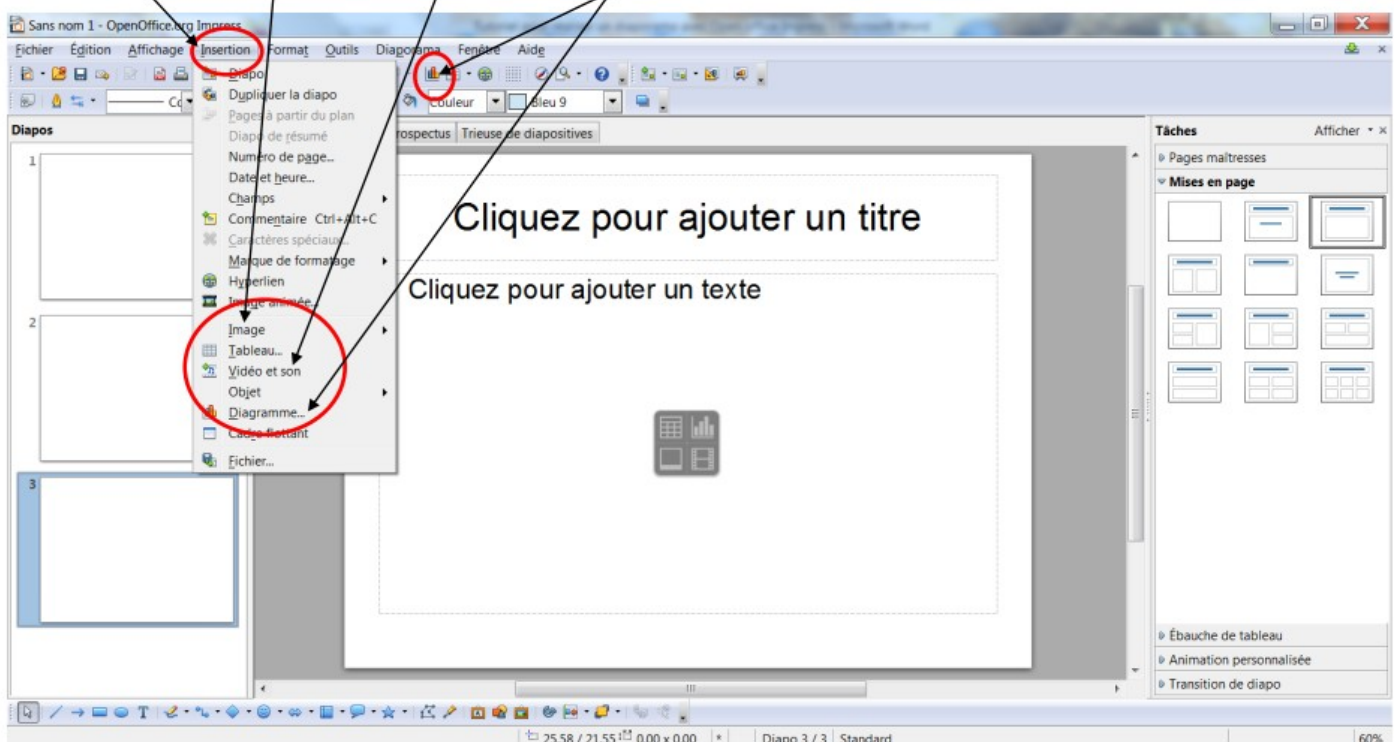 Sans nom 1 - OpenOffice.org Impress
Fichier Édition Affichage Insertion Format Outils Diaporama Fenêtre Aide
Couleur Bleu 9
Diapos
rospectus Trieuse de diapositives
Tâches Afficher
1
2
3
Diapo
Dupliquer la diapo
Pages à partir du plan
Diapo de résumé
Numéro de page...
Date et heure...
Champs
Commentaire Ctrl+Alt+C
Caractères spéciaux...
Marque de formatage
Hyperlien
Image animée...
Image
Tableau...
Vidéo et son
Objet
Diagramme...
Cadre flottant
Fichier...
Cliquez pour ajouter un titre
Cliquez pour ajouter un texte
Pages maîtresses
Mises en page
Ébauche de tableau
Animation personnalisée
Transition de diapo
25,58 / 21,55 0,00 x 0,00 * Diapo 3 / 3 Standard 60%